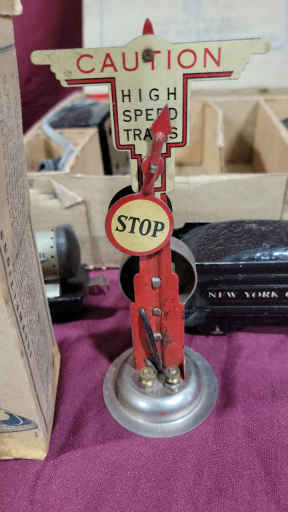 CAUTION
HIGH
SPEED
TRAINS
STOP
NEW YORK C